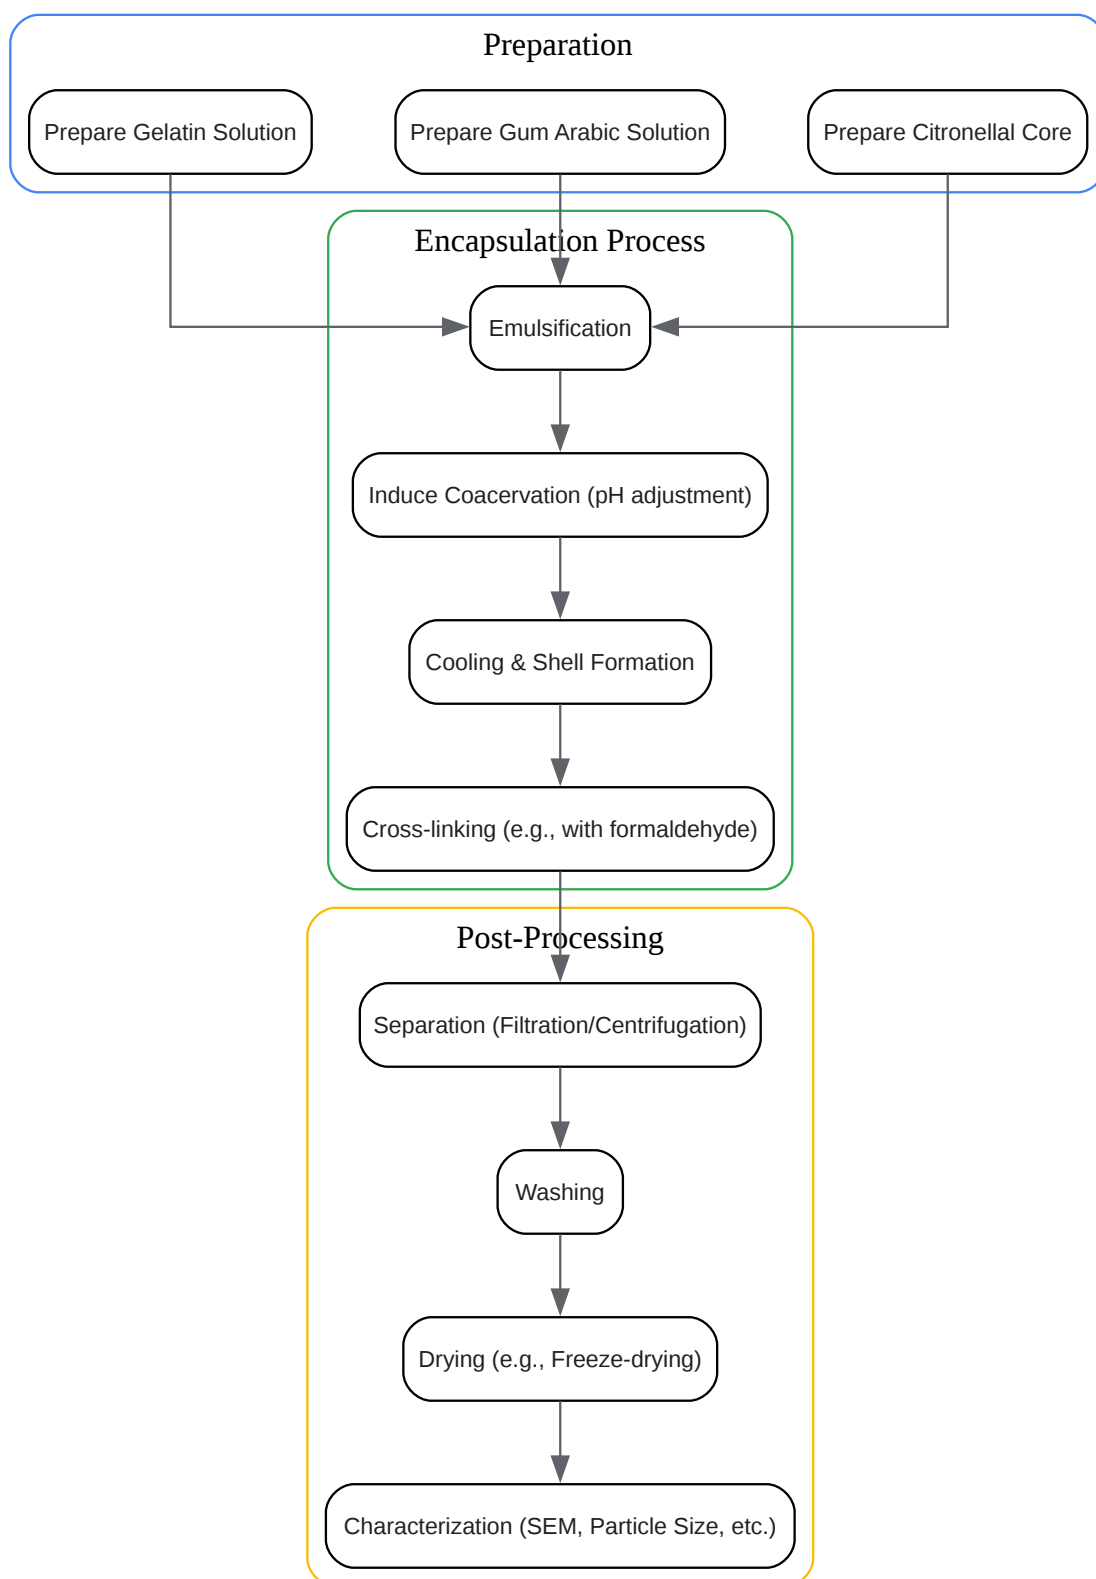 Preparation
Prepare Gelatin Solution
Prepare Gum Arabic Solution
Prepare Citronellal Core
Encapsulation Process
Emulsification
Induce Coacervation (pH adjustment)
Cooling & Shell Formation
Cross-linking (e.g., with formaldehyde)
Post-Processing
Separation (Filtration/Centrifugation)
Washing
Drying (e.g., Freeze-drying)
Characterization (SEM, Particle Size, etc.)